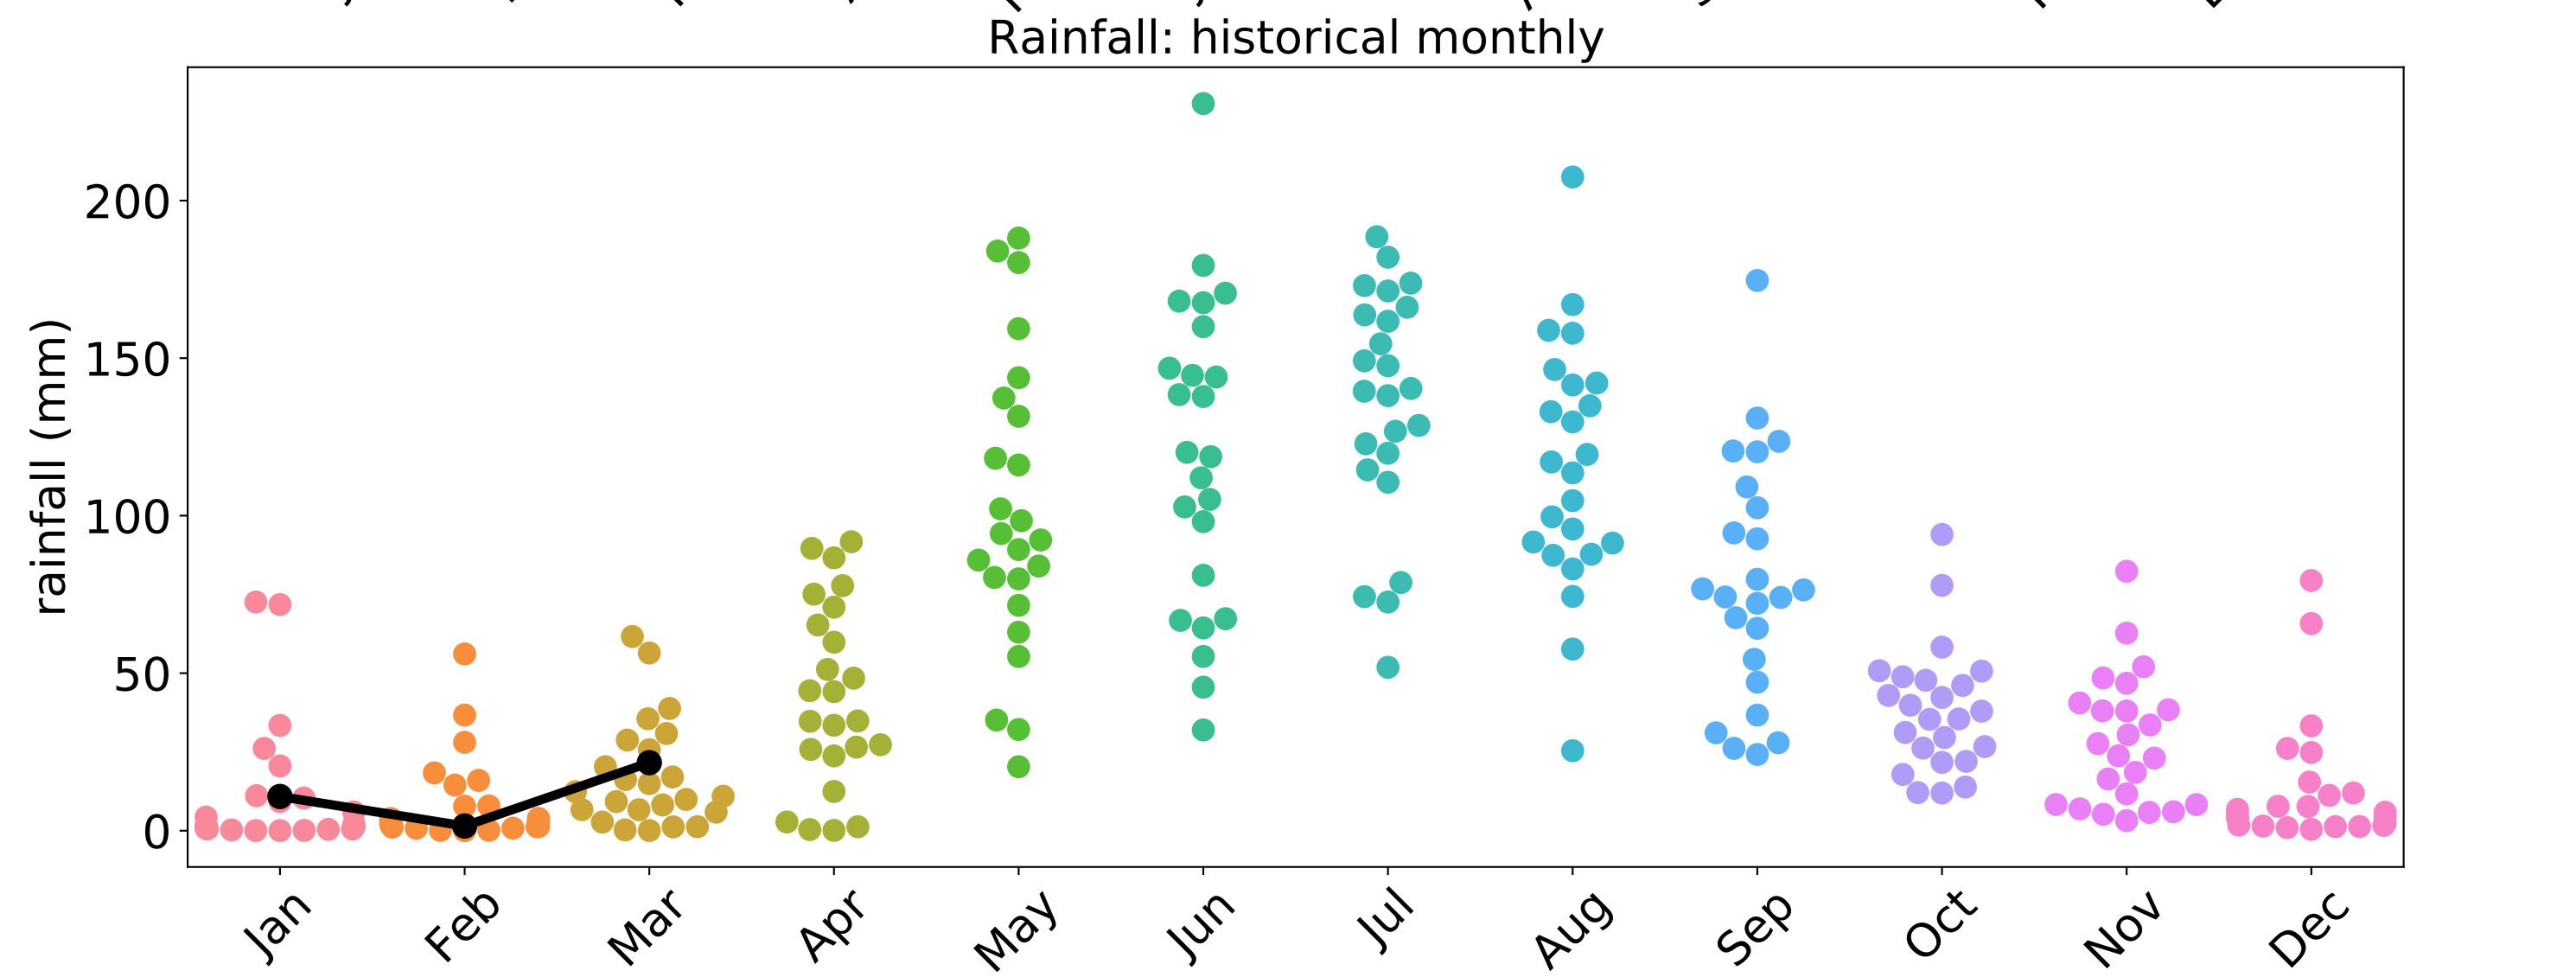 Rainfall: historical monthly
rainfall (mm)
200
150
100
50
0
Jan
Feb
Mar
Apr
May
Jun
Jul
Aug
Sep
Oct
Nov
Dec